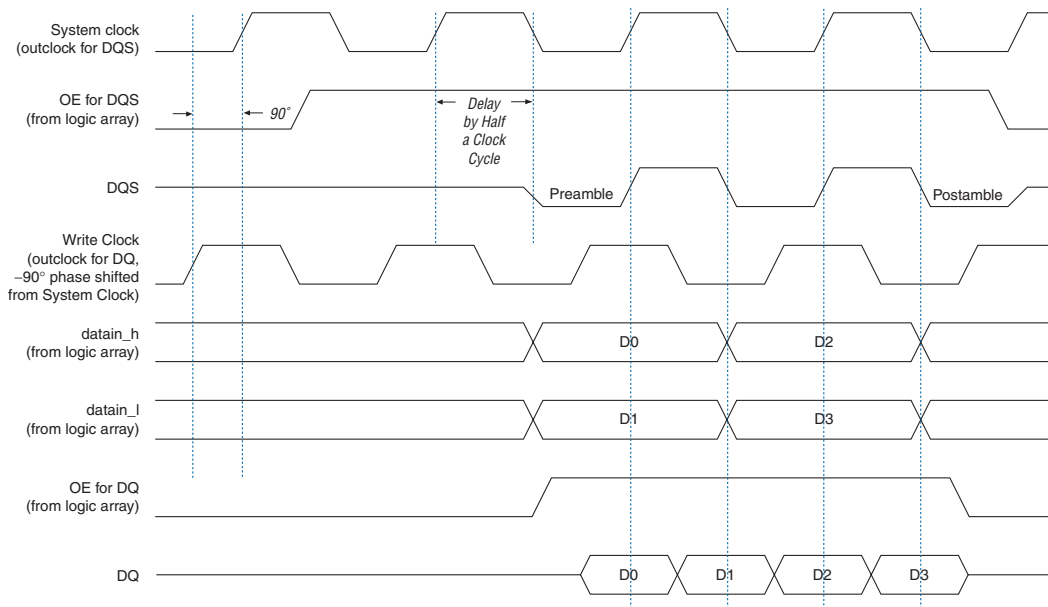 System clock
(outclock for DQS)
OE for DQS
(from logic array)
90°
Delay
by Half
a Clock
Cycle
DQS
Preamble
Postamble
Write Clock
(outclock for DQ,
–90° phase shifted
from System Clock)
datain_h
(from logic array)
D0
D2
datain_l
(from logic array)
D1
D3
OE for DQ
(from logic array)
DQ
D0
D1
D2
D3